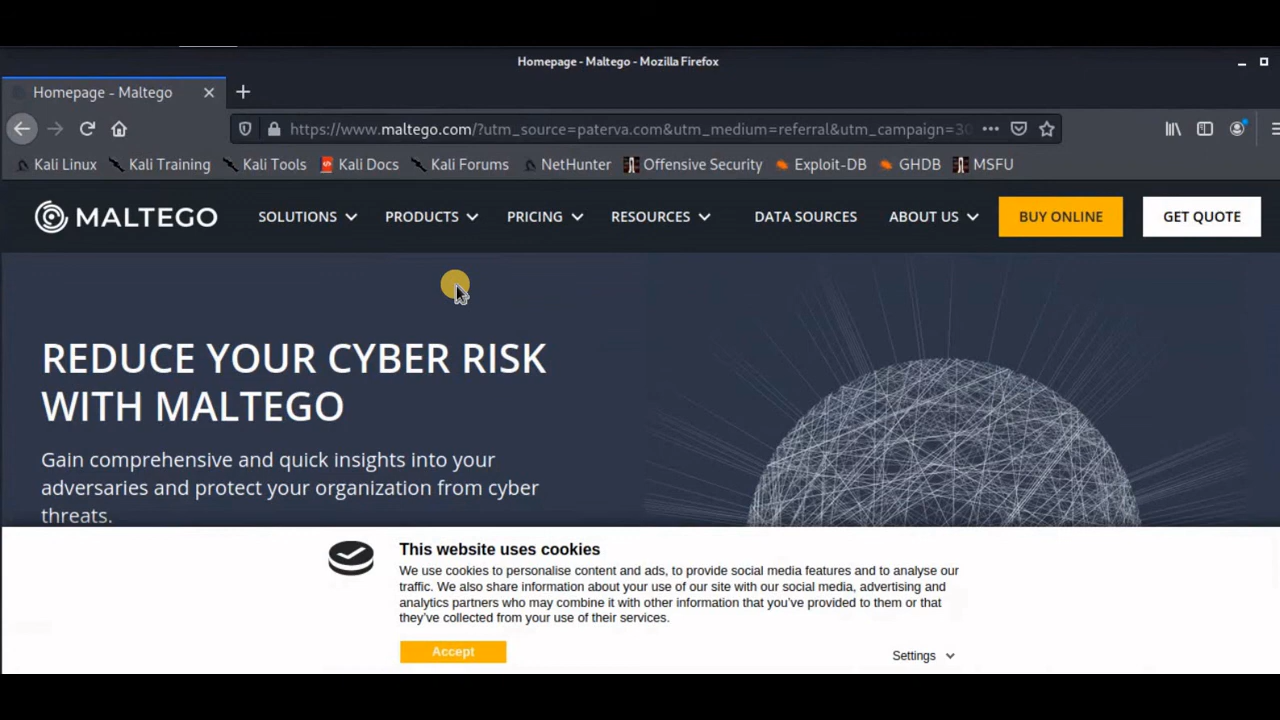 Homepage - Maltego - Mozilla Firefox
Homepage - Maltego
https://www.maltego.com/?utm_source=paterva.com&utm_medium=referral&utm_campaign=30
Kali Linux Kali Training Kali Tools Kali Docs Kali Forums NetHunter Offensive Security Exploit-DB GHDB MSFU
MALTEGO SOLUTIONS PRODUCTS PRICING RESOURCES DATA SOURCES ABOUT US BUY ONLINE GET QUOTE
REDUCE YOUR CYBER RISK
WITH MALTEGO
Gain comprehensive and quick insights into your
adversaries and protect your organization from cyber
threats.
This website uses cookies
We use cookies to personalise content and ads, to provide social media features and to analyse our
traffic. We also share information about your use of our site with our social media, advertising and
analytics partners who may combine it with other information that you've provided to them or that
they've collected from your use of their services.
Accept
Settings